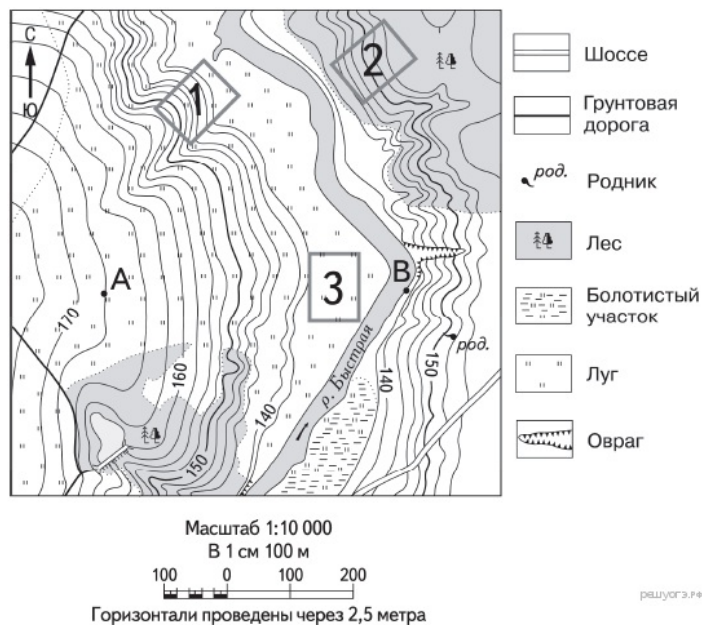 С
Ю
1
2
3
А
В
170
160
150
140
140
150
р. Быстрая
род.
Шоссе
Грунтовая
дорога
род.
Родник
Лес
Болотистый
участок
Луг
Овраг
Масштаб 1:10 000
В 1 см 100 м
100 0 100 200
Горизонтали проведены через 2,5 метра
решуогэ.рф